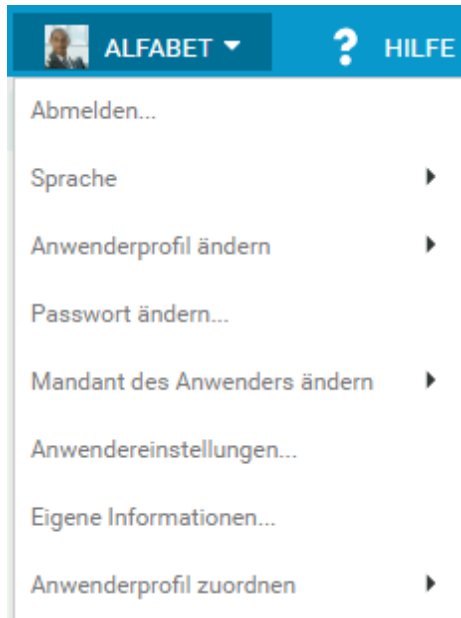 ALFABET ? HILFE
Abmelden...
Sprache
Anwenderprofil ändern
Passwort ändern...
Mandant des Anwenders ändern
Anwendereinstellungen...
Eigene Informationen...
Anwenderprofil zuordnen